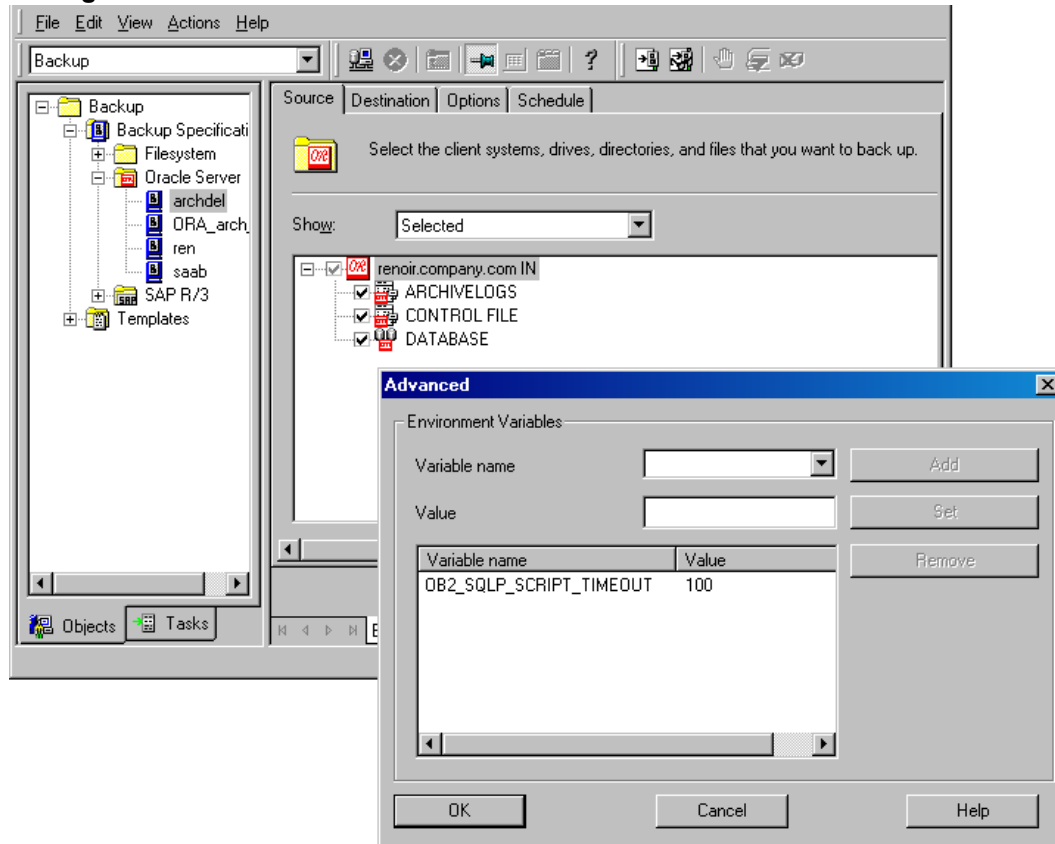 File Edit View Actions Help
Backup
Source Destination Options Schedule
Backup
Backup Specificati
Filesystem
Oracle Server
archdel
ORA_arch_
ren
saab
SAP R/3
Templates
Select the client systems, drives, directories, and files that you want to back up.
Show: Selected
renoir.company.com IN
ARCHIVELOGS
CONTROL FILE
DATABASE
Objects Tasks
Advanced
Environment Variables
Variable name Add
Value Set
Variable name Value Remove
OB2_SQLP_SCRIPT_TIMEOUT 100
OK Cancel Help